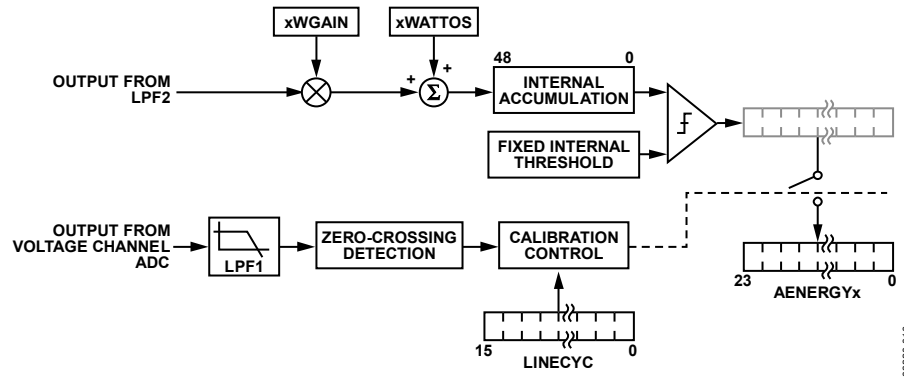 xWGAIN
xWATTOS
OUTPUT FROM
LPF2
+
+
Σ
48
0
INTERNAL
ACCUMULATION
FIXED INTERNAL
THRESHOLD
OUTPUT FROM
VOLTAGE CHANNEL
ADC
LPF1
ZERO-CROSSING
DETECTION
CALIBRATION
CONTROL
23
0
AENERGYx
15
0
LINECYC